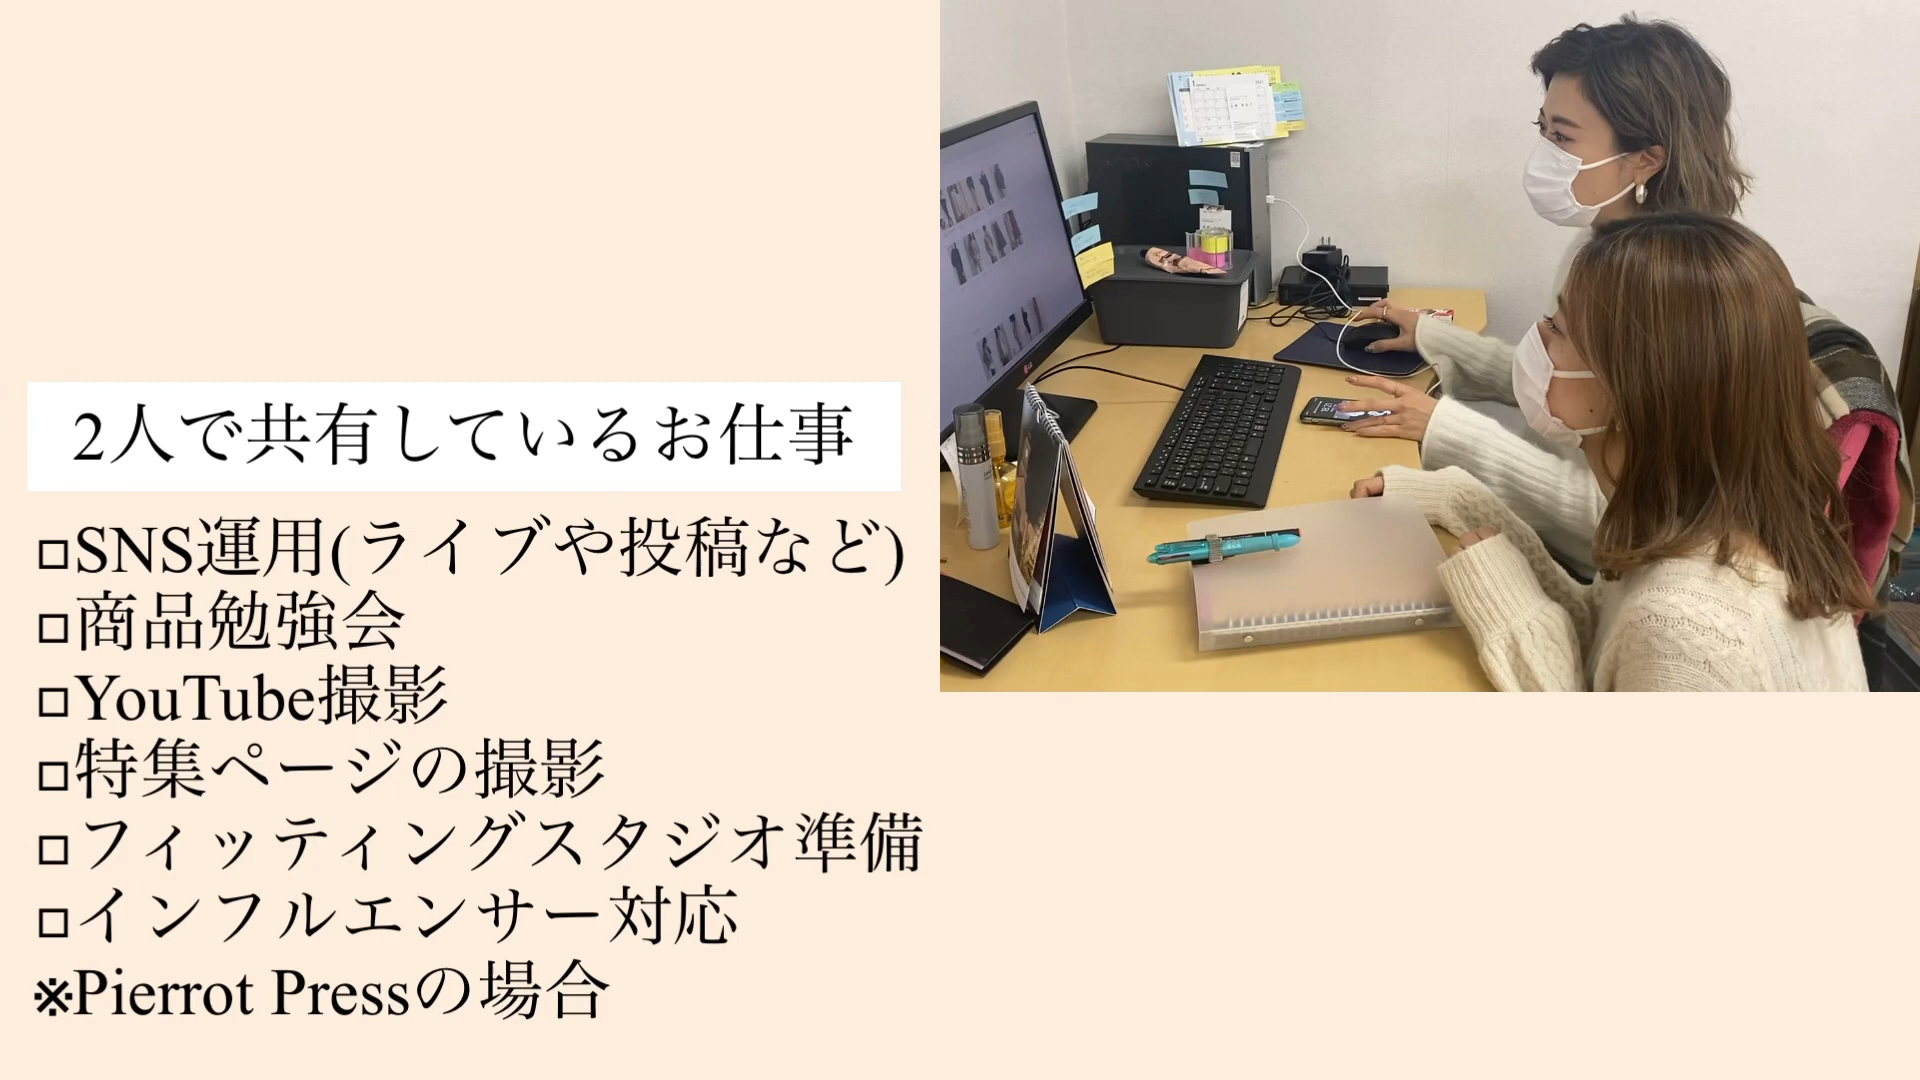 2人で共有しているお仕事
□SNS運用(ライブや投稿など)
□商品勉強会
□YouTube撮影
□特集ページの撮影
□フィッティングスタジオ準備
□インフルエンサー対応
※Pierrot Pressの場合
LG